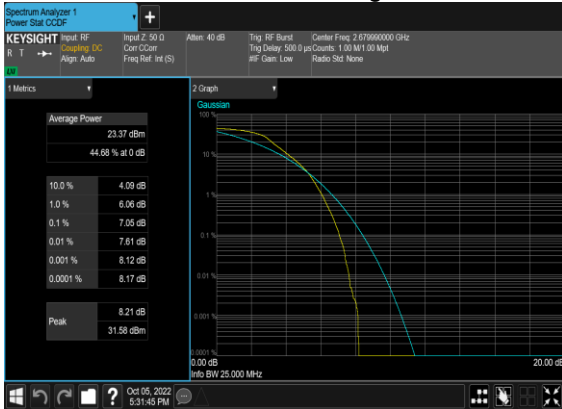 Spectrum Analyzer 1
Power Stat CCDF
KEYSIGHT Input: RF Input Z: 50 Ω Atten: 40 dB Trig: RF Burst Center Freq: 2.679990000 GHz
R T Coupling: DC Corr CCorr Trig Delay: 500.0 µs Counts: 1.00 M/1.00 Mpt
Align: Auto Freq Ref: Int (S) #IF Gain: Low Radio Std: None
LXI
1 Metrics
2 Graph
Average Power
23.37 dBm
44.68 % at 0 dB
10.0 % 4.09 dB
1.0 % 6.06 dB
0.1 % 7.05 dB
0.01 % 7.61 dB
0.001 % 8.12 dB
0.0001 % 8.17 dB
Peak 8.21 dB
31.58 dBm
Gaussian
100 %
10 %
1 %
0.1 %
0.01 %
0.001 %
0.0001 %
0.00 dB 20.00 dB
Info BW 25.000 MHz
Oct 05, 2022
5:31:45 PM